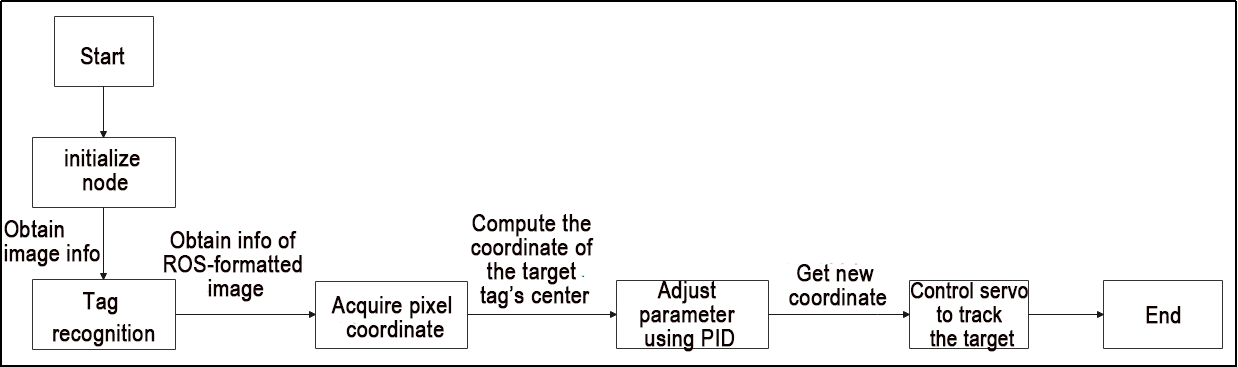 Start
initialize
node
Obtain
image info
Tag
recognition
Obtain info of
ROS-formatted
image
Acquire pixel
coordinate
Compute the
coordinate of
the target
tag's center
Adjust
parameter
using PID
Get new
coordinate
Control servo
to track
the target
End